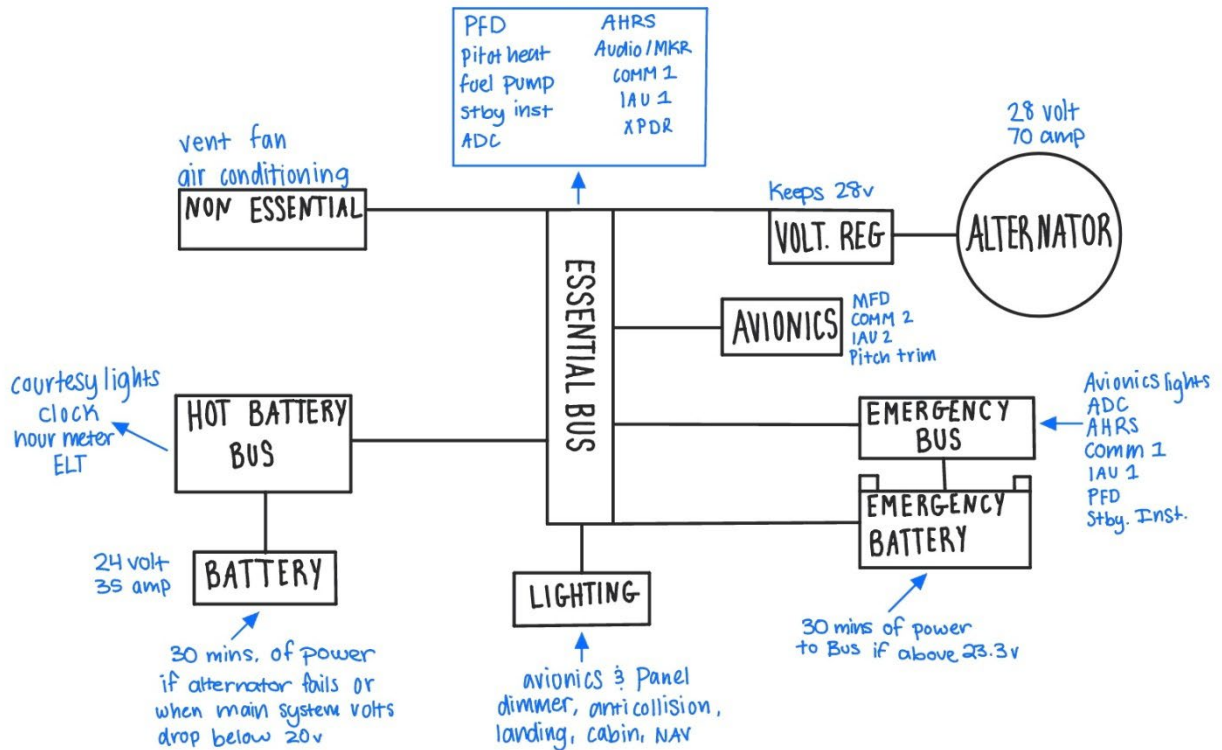 PFD
pitot heat
fuel pump
stby inst
ADC
AHRS
Audio/MKR
COMM 1
IAU 1
XPDR
vent fan
air conditioning
NON ESSENTIAL
Keeps 28v
VOLT. REG
28 volt
70 amp
ALTERNATOR
ESSENTIAL BUS
AVIONICS
MFD
COMM 2
IAU 2
Pitch trim
courtesy lights
clock
hour meter
ELT
HOT BATTERY
BUS
EMERGENCY
BUS
Avionics lights
ADC
AHRS
Comm 1
IAU 1
PFD
Stby. Inst.
EMERGENCY
BATTERY
24 volt
35 amp
BATTERY
LIGHTING
30 mins. of power
if alternator fails or
when main system volts
drop below 20v
avionics & Panel
dimmer, anticollision,
landing, cabin, NAV
30 mins of power
to Bus if above 23.3v